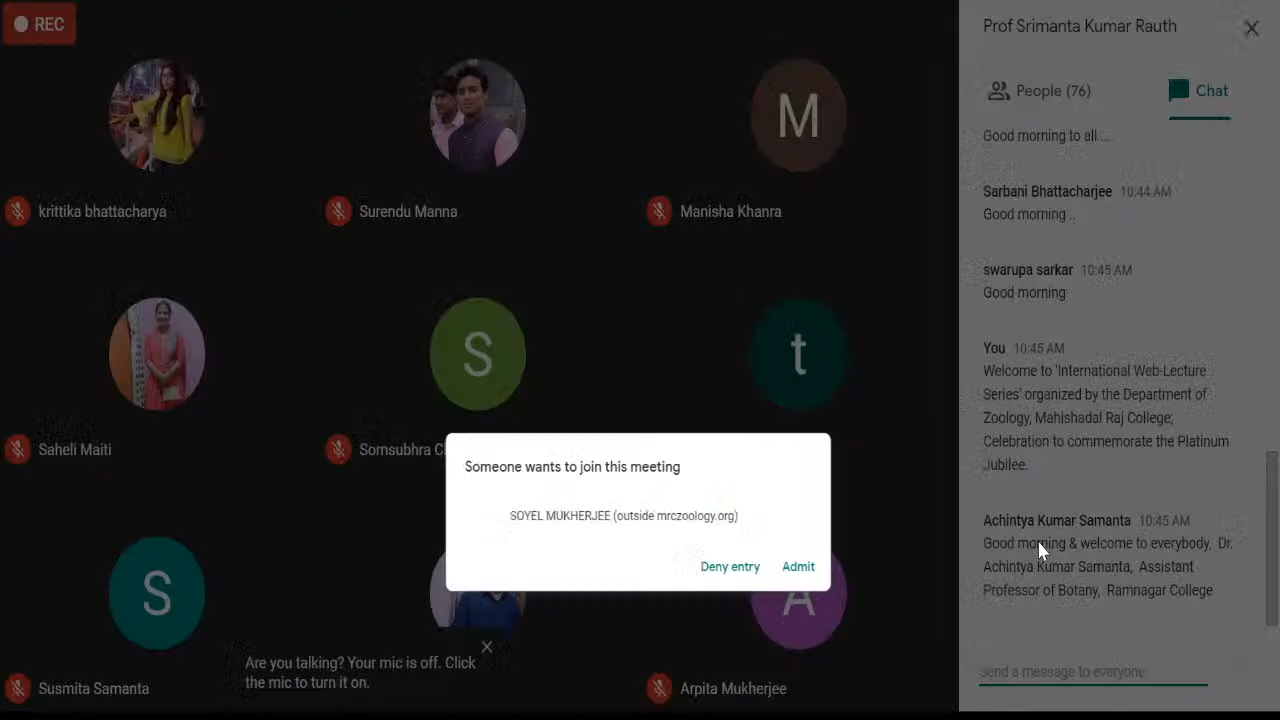 REC
Prof Srimanta Kumar Rauth
People (76)
Chat
Good morning to all ...
M
krittika bhattacharya
Surendu Manna
Manisha Khanra
Sarbani Bhattacharjee 10:44 AM
Good morning ..
swarupa sarkar 10:45 AM
Good morning
S
t
Saheli Maiti
Somsubhra
You 10:45 AM
Welcome to 'International Web-Lecture
Series' organized by the Department of
Zoology, Mahishadal Raj College;
Celebration to commemorate the Platinum
Jubilee.
Someone wants to join this meeting
SOYEL MUKHERJEE (outside mrczoology.org)
Deny entry
Admit
Achintya Kumar Samanta 10:45 AM
Good morning & welcome to everybody, Dr.
Achintya Kumar Samanta, Assistant
Professor of Botany, Ramnagar College
S
A
Are you talking? Your mic is off. Click
the mic to turn it on.
Susmita Samanta
Arpita Mukherjee
Send a message to everyone